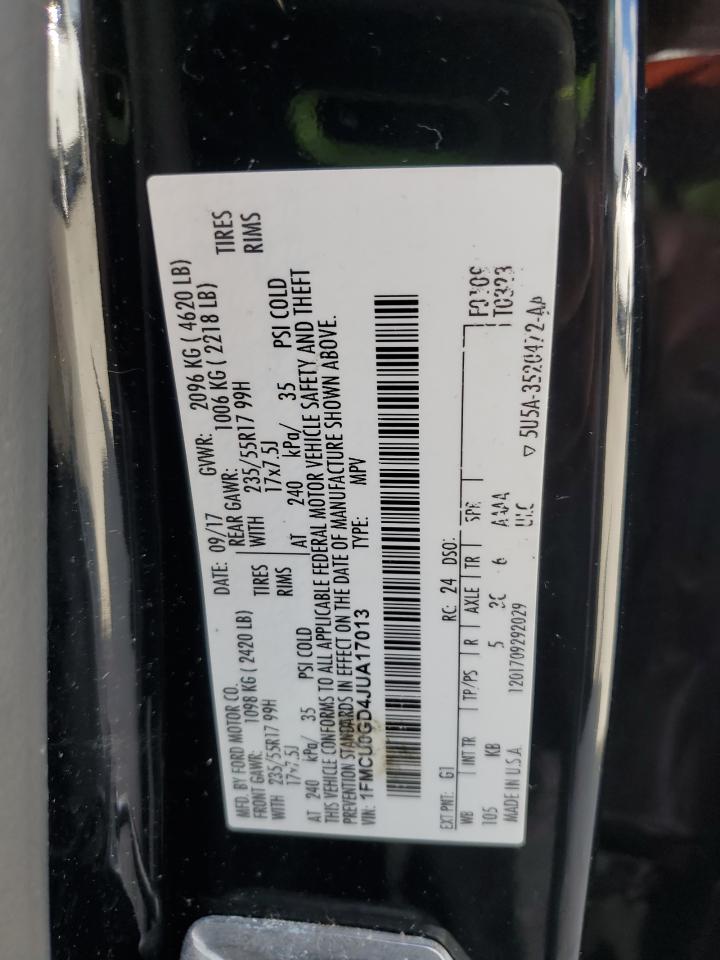 MFD. BY FORD MOTOR CO. DATE: 09/17 GVWR: 2096 KG ( 4620 LB)
FRONT GAWR: 1098 KG ( 2420 LB) REAR GAWR: 1006 KG ( 2218 LB)
WITH 235/55R17 99H TIRES WITH 235/55R17 99H TIRES
17x7.5J RIMS 17x7.5J RIMS
AT 240 kPa/ 35 PSI COLD AT 240 kPa/ 35 PSI COLD
THIS VEHICLE CONFORMS TO ALL APPLICABLE FEDERAL MOTOR VEHICLE SAFETY AND THEFT
PREVENTION STANDARDS IN EFFECT ON THE DATE OF MANUFACTURE SHOWN ABOVE.
VIN: 1FMCU0GD4JUA17013 TYPE: MPV
EXT PNT: G1 RC: 24 DSO:
WB INT TR TP/PS R AXLE TR SPR
105 KB 5 6 AAAA
MADE IN U.S.A. 1201709292029
▽ 5U5A-3520472-AA